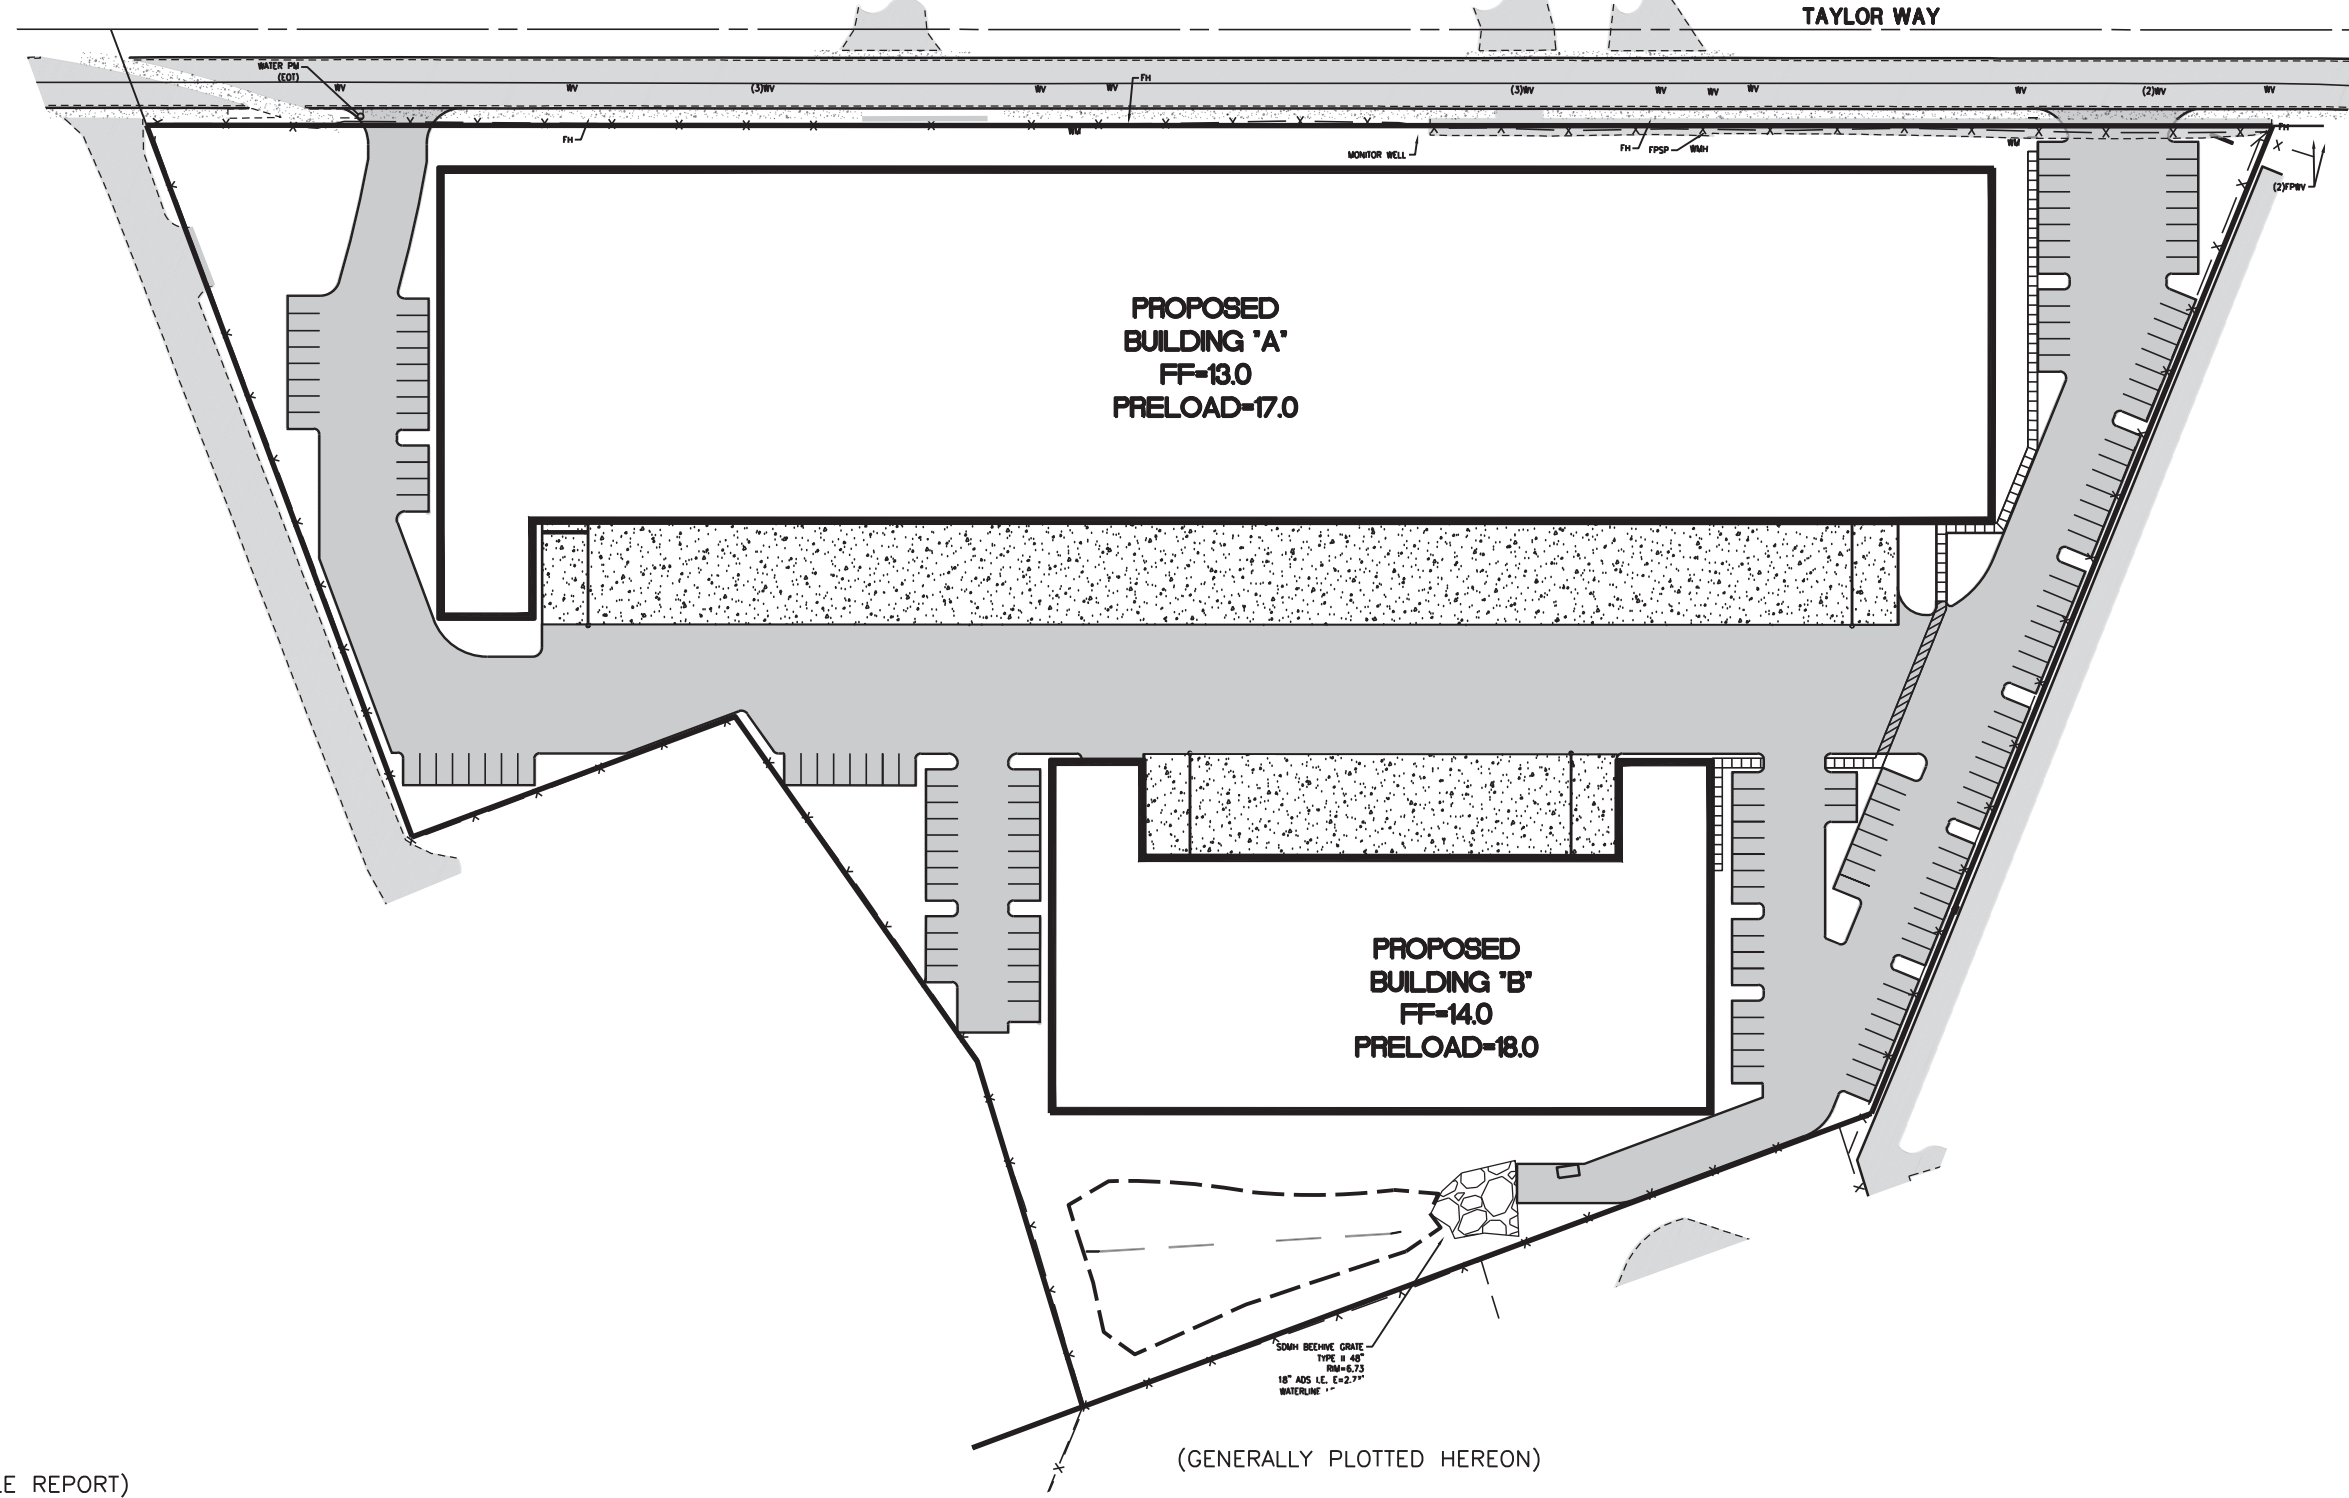 TAYLOR WAY
WATER PM
(EOT)
WV
WV
(3)WV
WV
WV
FH
(3)WV
WV
WV
WV
WV
(2)WV
WV
FH
WM
MONITOR WELL
FH
FPSP
WMH
WM
FH
(2)FPWV
PROPOSED
BUILDING "A"
FF=13.0
PRELOAD=17.0
PROPOSED
BUILDING "B"
FF=14.0
PRELOAD=18.0
SDMH BEEHIVE GRATE
TYPE II 48"
RIM=6.73
18" ADS I.E. E=2.7
WATERLINE
(GENERALLY PLOTTED HEREON)
E REPORT)